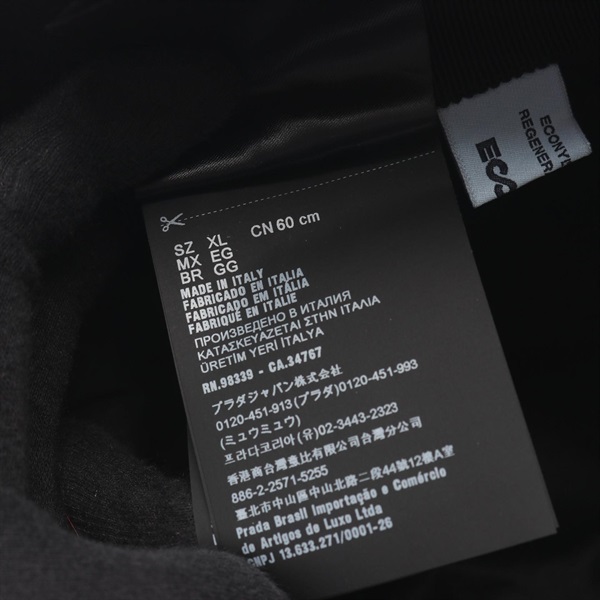 SZ XL CN 60 cm
MX EG
BR GG
MADE IN ITALY
FABRICADO EN ITALIA
FABRICADO EM ITÁLIA
FABRIQUÉ EN ITALIE
ПРОИЗВЕДЕНО В ИТАЛИЯ
ΚΑΤΑΣΚΕΥΑΖΕΤΑΙ ΣΤΗΝ ΙΤΑΛΙΑ
ÜRETİM YERİ İTALYA
RN.98339 - CA.34767
プラダジャパン株式会社
0120-451-913(プラダ) 0120-451-993
(ミュウミュウ)
프라다코리아(유) 02-3443-2323
香港商台灣普比有限公司台灣分公司
886-2-2571-5255
臺北市中山區中山北路二段44號12樓A室
Prada Brasil Importação e Comércio
de Artigos de Luxo Ltda
CNPJ 13.633.271/0001-26
ECONYL
REGENER
ECO